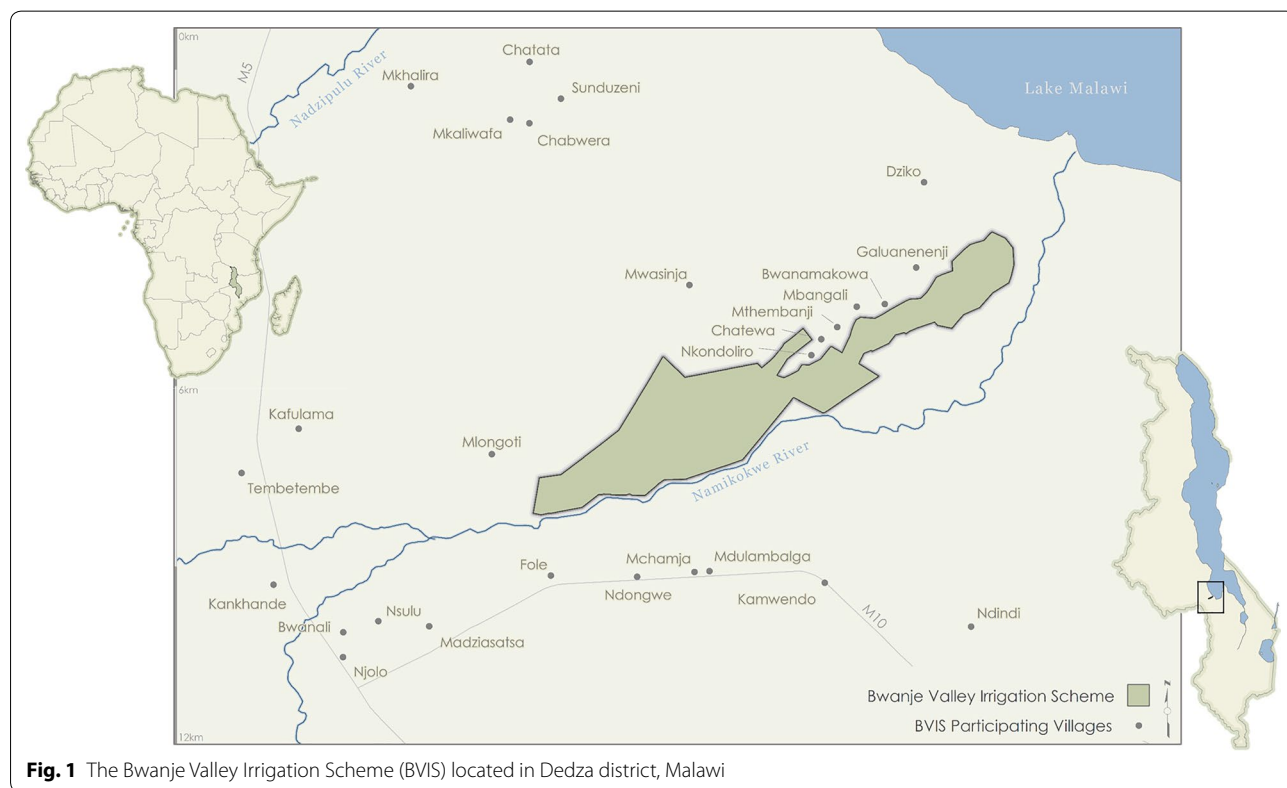 0km
M5
Nadzipulu River
Chatata
Mkhalira
Sunduzeni
Mkaliwafa
Chabwera
Lake Malawi
Dziko
Galuanenenji
Mwasinja
Bwanamakowa
Mbangali
Mthembanji
Chatewa
Nkondoliro
6km
Kafulama
Mlongoti
Tembetembe
Namikokwe River
Fole
Mchamja
Mdulambalga
Ndongwe
Kamwendo
Kankhande
Nsulu
Bwanali
Madziasatsa
Njolo
M10
Ndindi
Bwanje Valley Irrigation Scheme
N
BVIS Participating Villages
12km
Fig. 1 The Bwanje Valley Irrigation Scheme (BVIS) located in Dedza district, Malawi